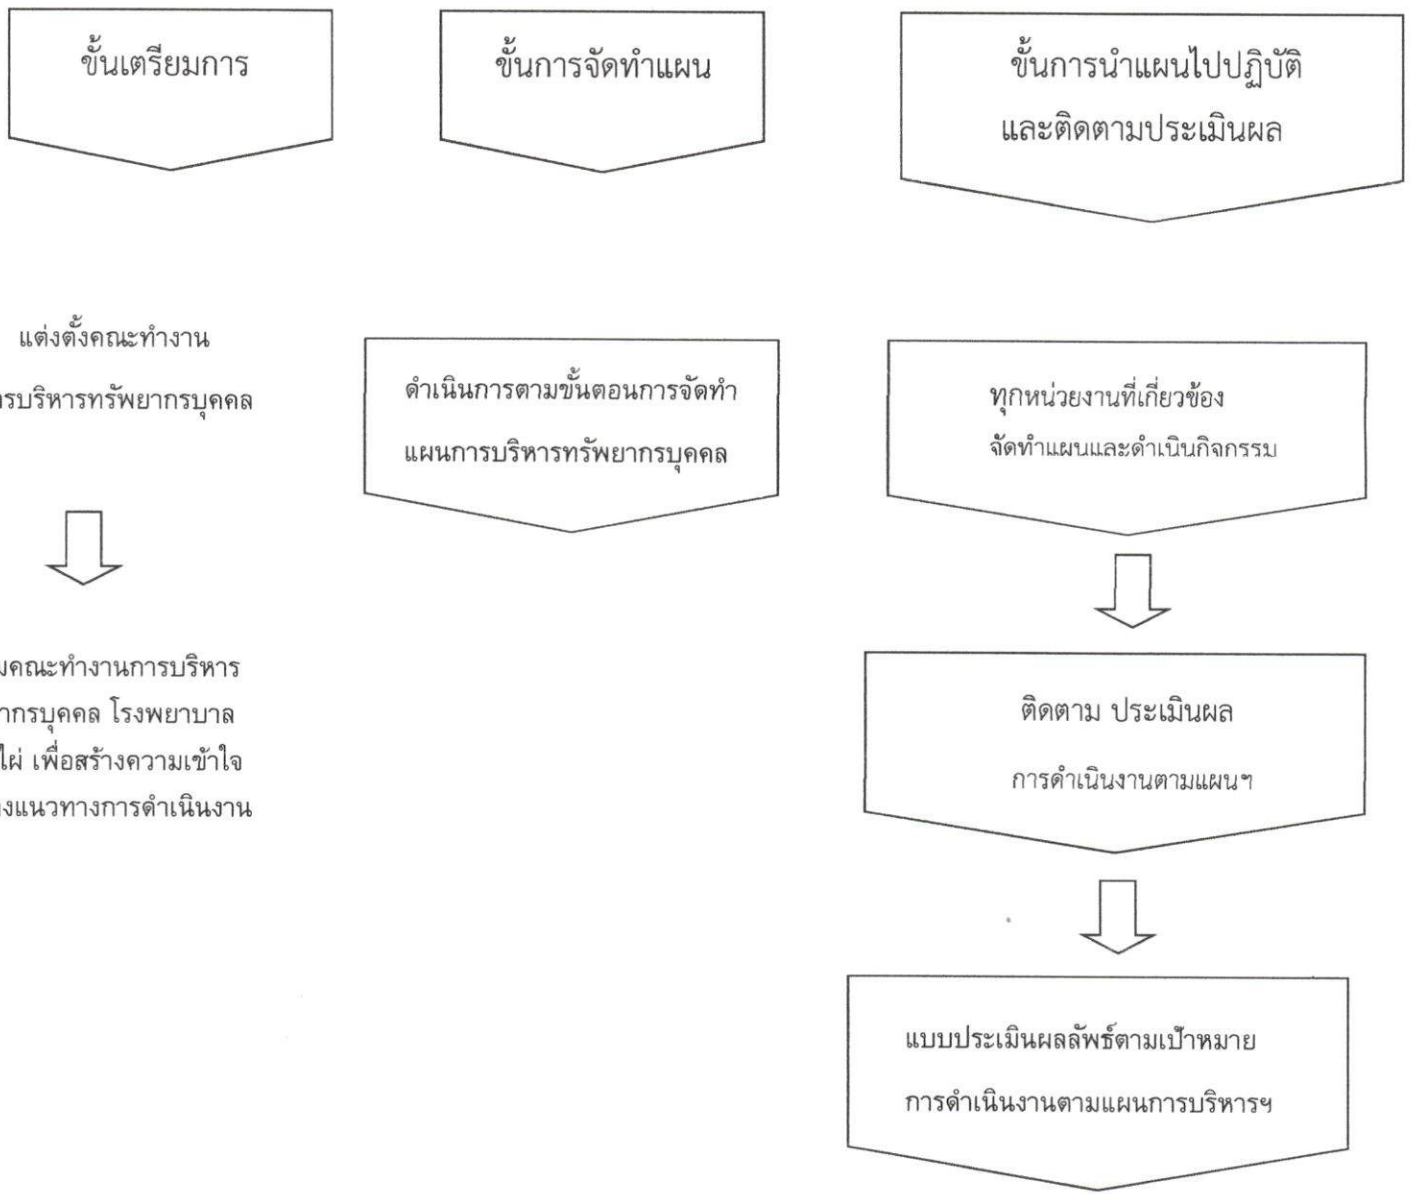 ขั้นเตรียมการ
ขั้นการจัดทำแผน
ขั้นการนำแผนไปปฏิบัติ
และติดตามประเมินผล
แต่งตั้งคณะทำงาน
รบริหารทรัพยากรบุคคล
คณะทำงานการบริหาร
ากรบุคคล โรงพยาบาล
ไผ่ เพื่อสร้างความเข้าใจ
งแนวทางการดำเนินงาน
ดำเนินการตามขั้นตอนการจัดทำ
แผนการบริหารทรัพยากรบุคคล
ทุกหน่วยงานที่เกี่ยวข้อง
จัดทำแผนและดำเนินกิจกรรม
ติดตาม ประเมินผล
การดำเนินงานตามแผนฯ
แบบประเมินผลลัพธ์ตามเป้าหมาย
การดำเนินงานตามแผนการบริหารฯ